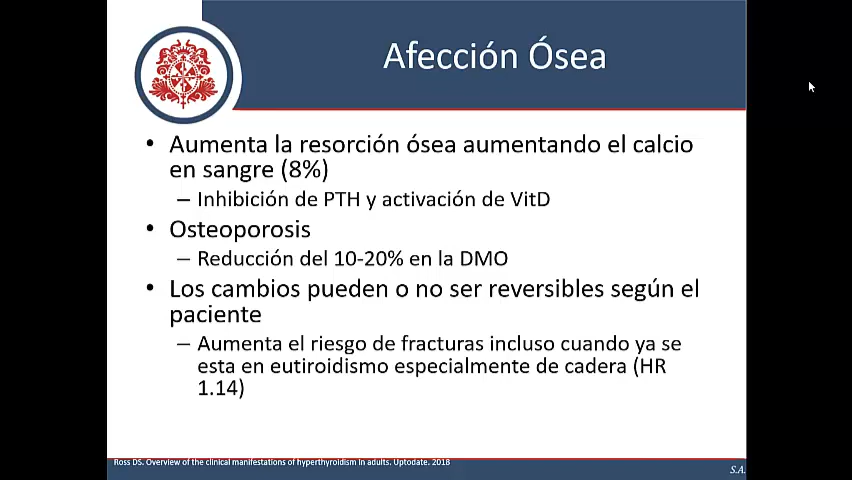 Afección Ósea
• Aumenta la resorción ósea aumentando el calcio
en sangre (8%)
– Inhibición de PTH y activación de VitD
• Osteoporosis
– Reducción del 10-20% en la DMO
• Los cambios pueden o no ser reversibles según el
paciente
– Aumenta el riesgo de fracturas incluso cuando ya se
esta en eutiroidismo especialmente de cadera (HR
1.14)
Ross DS. Overview of the clinical manifestations of hyperthyroidism in adults. Uptodate. 2018
S.A.